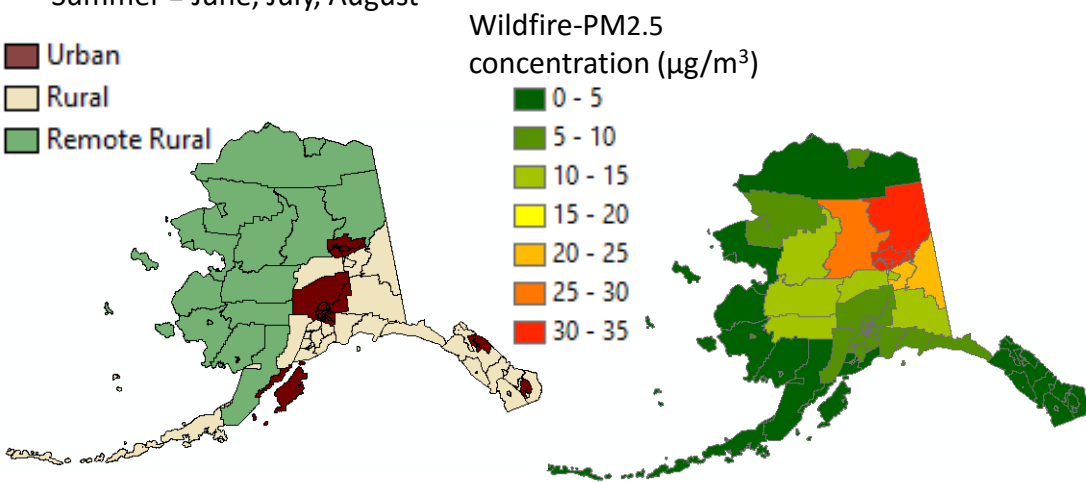 Summer = June, July, August
Wildfire-PM2.5
concentration (µg/m³)
Urban
Rural
Remote Rural
0 - 5
5 - 10
10 - 15
15 - 20
20 - 25
25 - 30
30 - 35